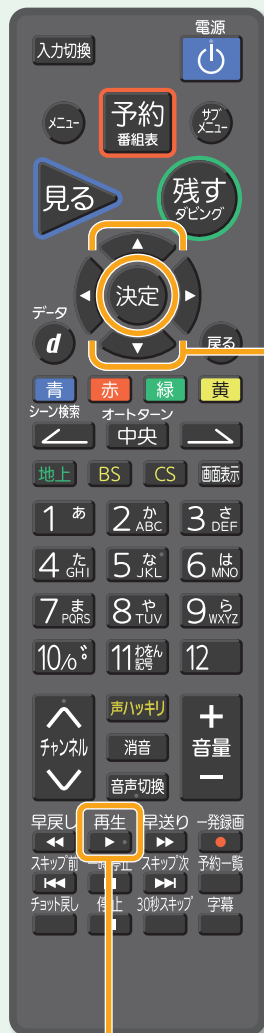 電源
入力切換
メニュー
予約
番組表
サブ
メニュー
見る
残す
ダビング
決定
データ
d
戻る
青 赤 緑 黄
シーン検索 オートターン
中央
地上 BS CS 画面表示
1 あ 2 か ABC 3 さ DEF
4 た GHI 5 な JKL 6 は MNO
7 ま PQRS 8 や TUV 9 ら WXYZ
10/0 ゛゜ 11 わをん 記号 12
声ハッキリ
チャンネル 消音 + 音量 −
音声切換
早戻し 再生 早送り 一発録画
スキップ前 一時停止 スキップ次 予約一覧
チョット戻し 停止 30秒スキップ 字幕